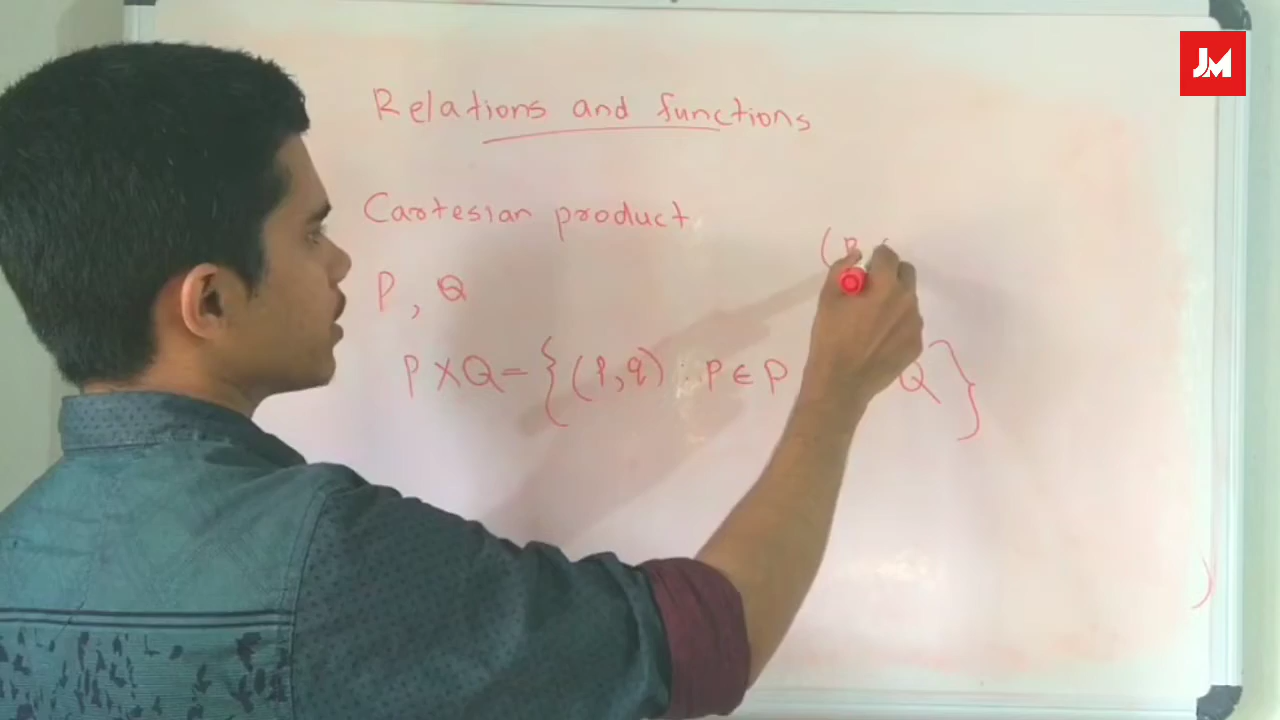 JM
Relations and functions
Cartesian product
(P
P, Q
P X Q = {(p,q) : P ∈ P Q}
)